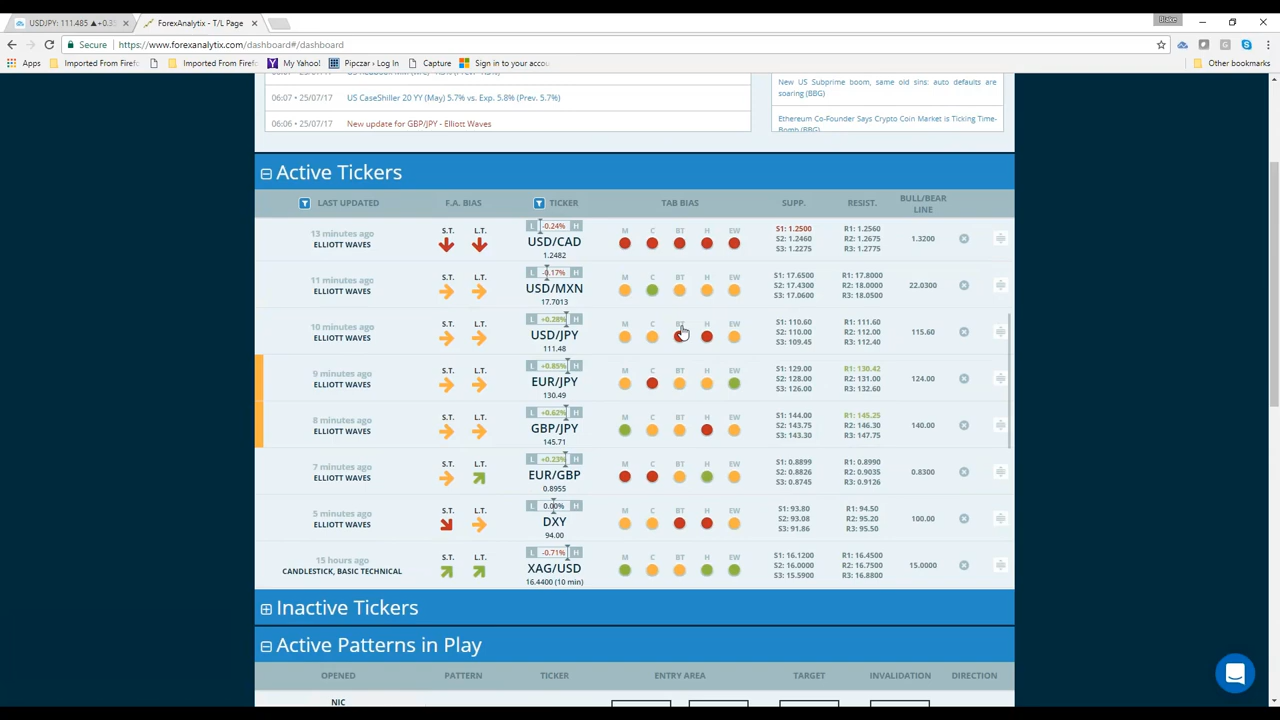 USDJPY: 111.485 ▲+0.3
ForexAnalytix - T/L Page
Blake
Secure
https://www.forexanalytix.com/dashboard#/dashboard
Apps
Imported From Firef
Imported From Firef
My Yahoo!
Pipczar › Log In
Capture
Sign in to your accou
Other bookmarks
06:07 • 25/07/17
US CaseShiller 20 YY (May) 5.7% vs. Exp. 5.8% (Prev. 5.7%)
06:06 • 25/07/17
New update for GBP/JPY - Elliott Waves
New US Subprime boom, same old sins: auto defaults are
soaring (BBG)
Ethereum Co-Founder Says Crypto Coin Market is Ticking Time-
Bomb (BBG)
Active Tickers
LAST UPDATED
F.A. BIAS
TICKER
TAB BIAS
SUPP.
RESIST.
BULL/BEAR
LINE
13 minutes ago
ELLIOTT WAVES
S.T. L.T.
L -0.24% H
USD/CAD
1.2482
M C BT H EW
S1: 1.2500
S2: 1.2460
S3: 1.2275
R1: 1.2560
R2: 1.2675
R3: 1.2775
1.3200
11 minutes ago
ELLIOTT WAVES
S.T. L.T.
L -0.17% H
USD/MXN
17.7013
M C BT H EW
S1: 17.6500
S2: 17.4300
S3: 17.0600
R1: 17.8000
R2: 18.0000
R3: 18.0500
22.0300
10 minutes ago
ELLIOTT WAVES
S.T. L.T.
L +0.28% H
USD/JPY
111.48
M C BT H EW
S1: 110.60
S2: 110.00
S3: 109.45
R1: 111.60
R2: 112.00
R3: 112.40
115.60
9 minutes ago
ELLIOTT WAVES
S.T. L.T.
L +0.85% H
EUR/JPY
130.49
M C BT H EW
S1: 129.00
S2: 128.00
S3: 126.00
R1: 130.42
R2: 131.00
R3: 132.60
124.00
8 minutes ago
ELLIOTT WAVES
S.T. L.T.
L +0.62% H
GBP/JPY
145.71
M C BT H EW
S1: 144.00
S2: 143.75
S3: 143.30
R1: 145.25
R2: 146.30
R3: 147.75
140.00
7 minutes ago
ELLIOTT WAVES
S.T. L.T.
L +0.23% H
EUR/GBP
0.8955
M C BT H EW
S1: 0.8899
S2: 0.8826
S3: 0.8745
R1: 0.8990
R2: 0.9035
R3: 0.9126
0.8300
5 minutes ago
ELLIOTT WAVES
S.T. L.T.
L 0.00% H
DXY
94.00
M C BT H EW
S1: 93.80
S2: 93.08
S3: 91.86
R1: 94.50
R2: 95.20
R3: 95.50
100.00
15 hours ago
CANDLESTICK, BASIC TECHNICAL
S.T. L.T.
L -0.71% H
XAG/USD
16.4400 (10 min)
M C BT H EW
S1: 16.1200
S2: 16.0000
S3: 15.5900
R1: 16.4500
R2: 16.7500
R3: 16.8800
15.0000
Inactive Tickers
Active Patterns in Play
OPENED
PATTERN
TICKER
ENTRY AREA
TARGET
INVALIDATION
DIRECTION
NIC